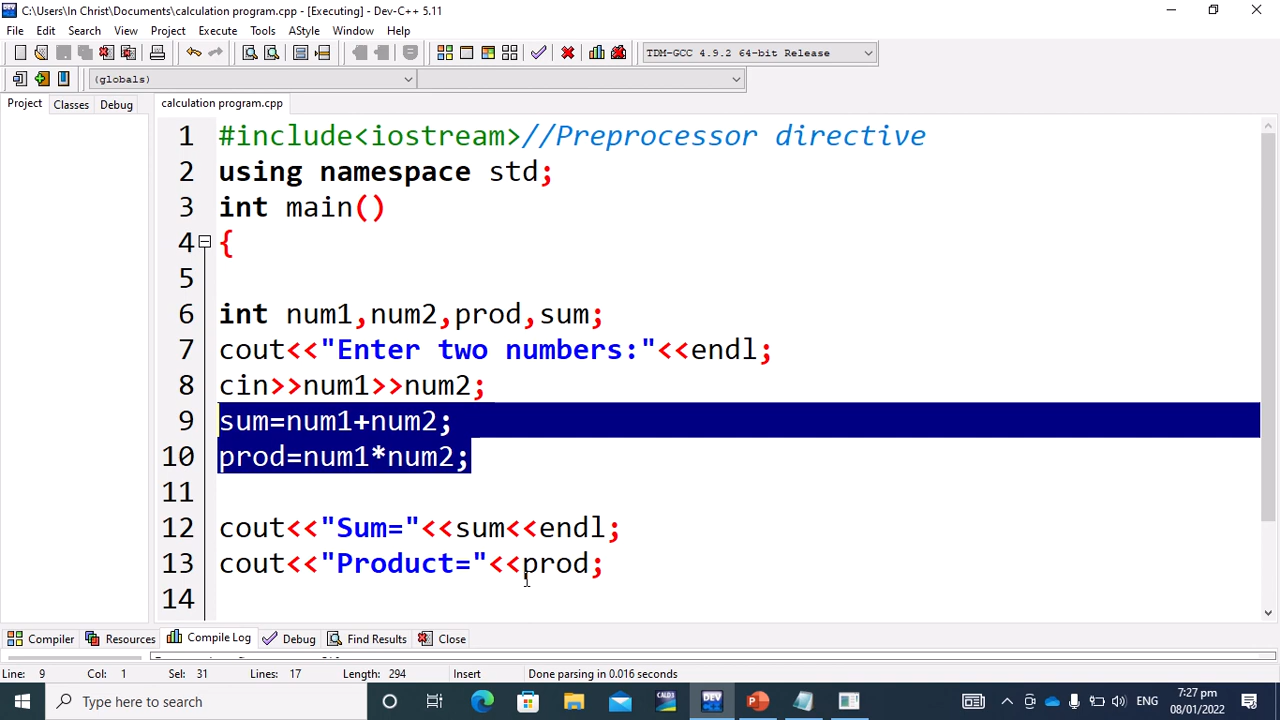 C:\Users\In Christ\Documents\calculation program.cpp - [Executing] - Dev-C++ 5.11
File Edit Search View Project Execute Tools AStyle Window Help
TDM-GCC 4.9.2 64-bit Release
(globals)
Project Classes Debug calculation program.cpp
1 #include<iostream>//Preprocessor directive
2 using namespace std;
3 int main()
4 {
5
6 int num1,num2,prod,sum;
7 cout<<"Enter two numbers:"<<endl;
8 cin>>num1>>num2;
9 sum=num1+num2;
10 prod=num1*num2;
11
12 cout<<"Sum="<<sum<<endl;
13 cout<<"Product="<<prod;
14
Compiler Resources Compile Log Debug Find Results Close
Line: 9 Col: 1 Sel: 31 Lines: 17 Length: 294 Insert Done parsing in 0.016 seconds
Type here to search
CALD3
DEV
ENG
7:27 pm
08/01/2022